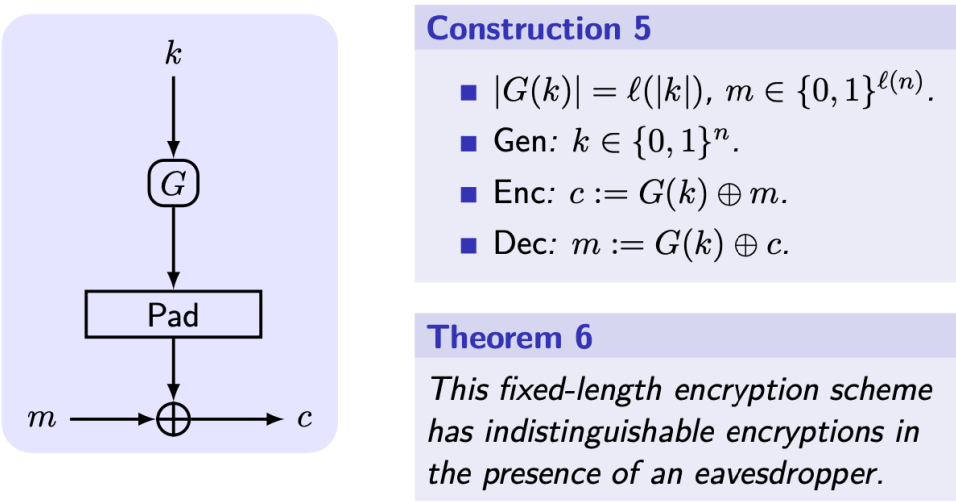 k
G
Pad
m
c
Construction 5
|G(k)| = ℓ(|k|), m ∈ {0, 1}^{ℓ(n)}.
Gen: k ∈ {0, 1}^n.
Enc: c := G(k) ⊕ m.
Dec: m := G(k) ⊕ c.
Theorem 6
This fixed-length encryption scheme
has indistinguishable encryptions in
the presence of an eavesdropper.